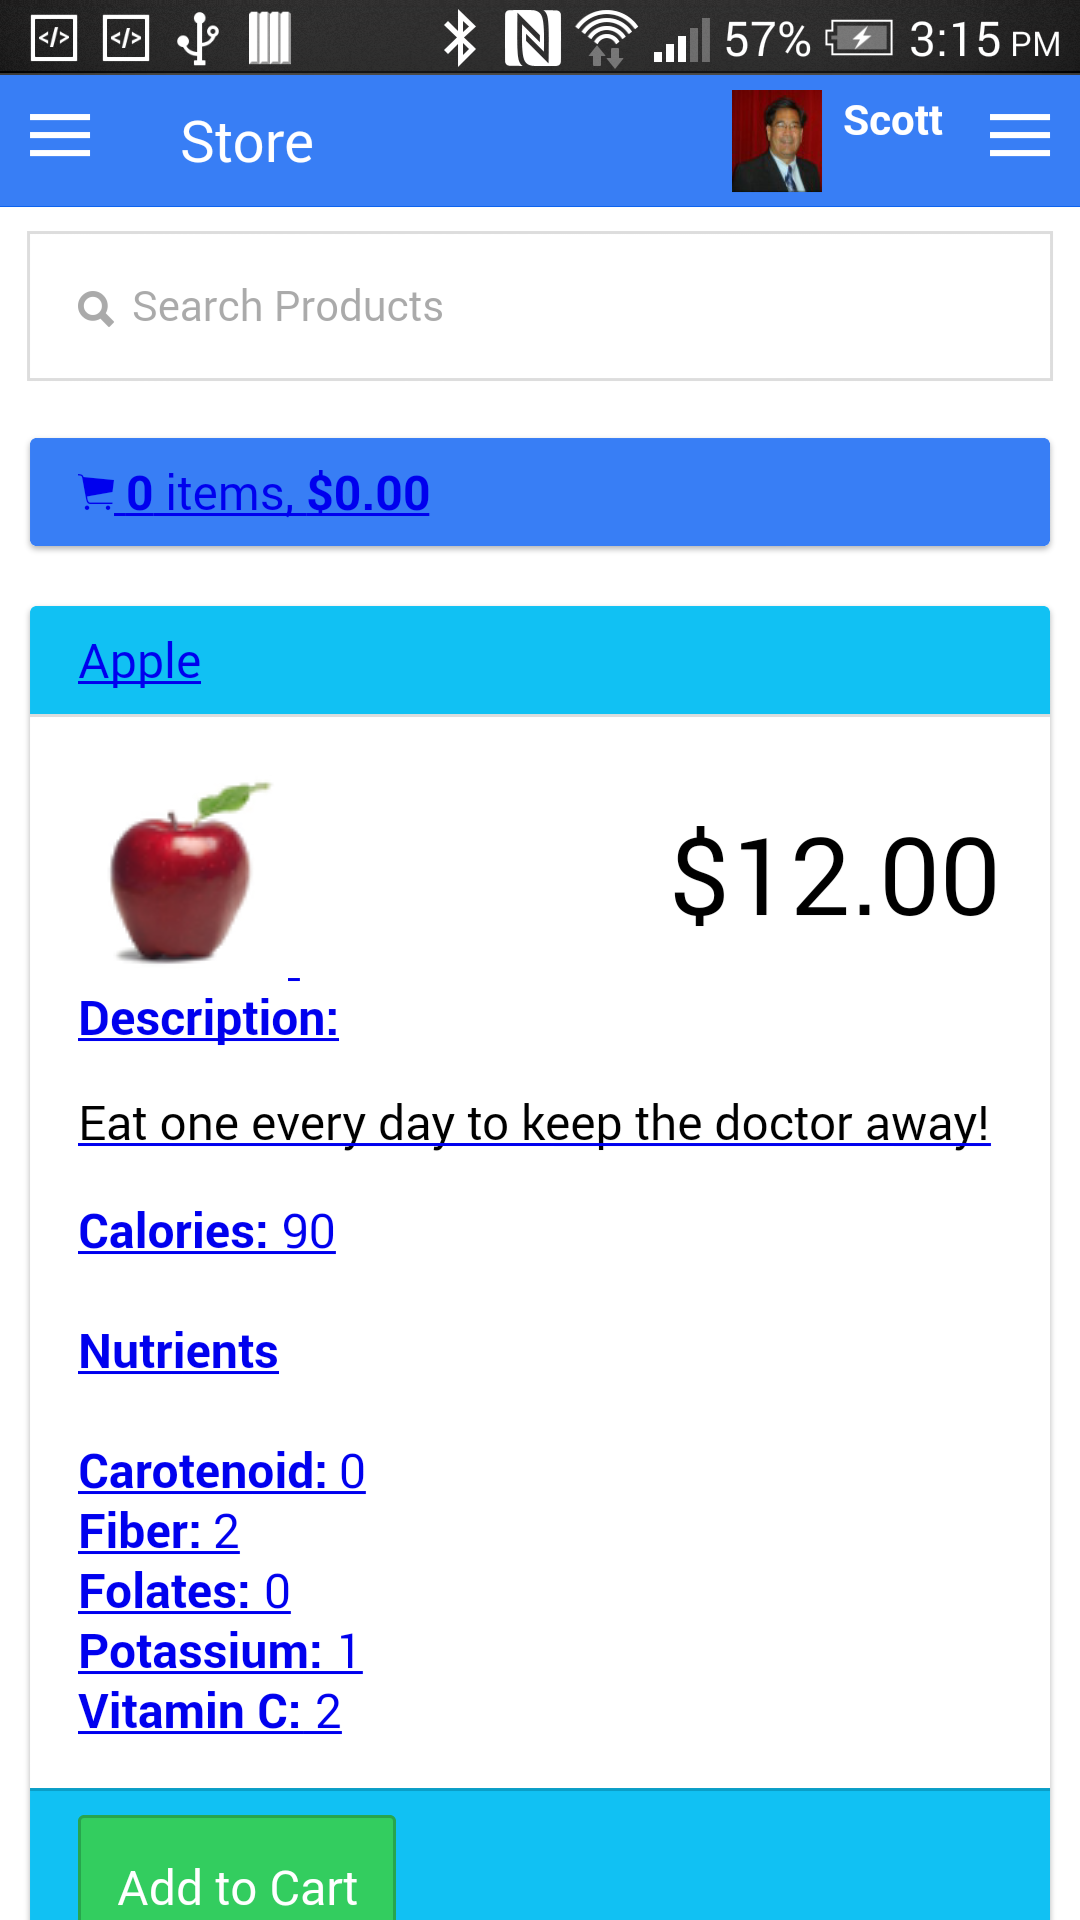 57% 3:15 PM
Store Scott
Search Products
0 items, $0.00
Apple
$12.00
Description:
Eat one every day to keep the doctor away!
Calories: 90
Nutrients
Carotenoid: 0
Fiber: 2
Folates: 0
Potassium: 1
Vitamin C: 2
Add to Cart